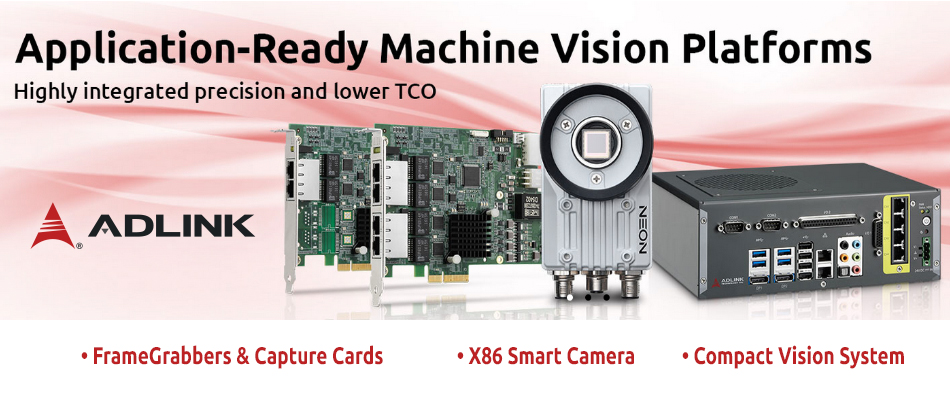 Application-Ready Machine Vision Platforms
Highly integrated precision and lower TCO
ADLINK®
NEON
ADLINK
• FrameGrabbers & Capture Cards
• X86 Smart Camera
• Compact Vision System